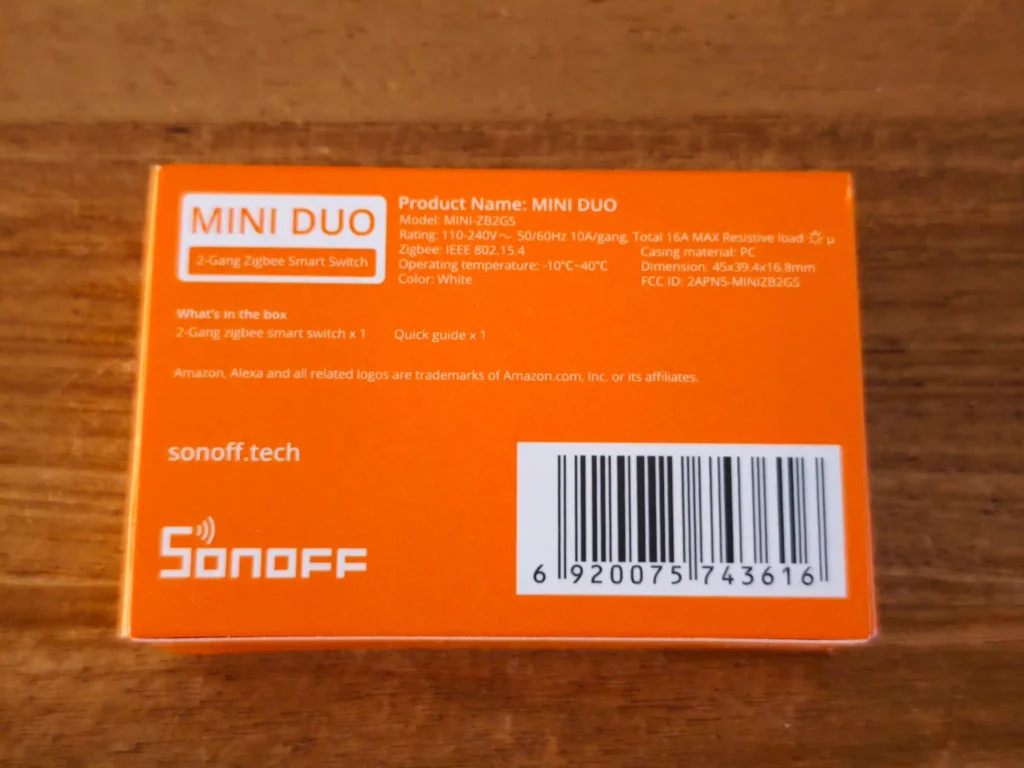 MINI DUO
2-Gang Zigbee Smart Switch
Product Name: MINI DUO
Model: MINI-ZB2GS
Rating: 110-240V~ 50/60Hz 10A/gang, Total 16A MAX Resistive load µ
Zigbee: IEEE 802.15.4
Operating temperature: -10°C~40°C
Color: White
Casing material: PC
Dimension: 45x39.4x16.8mm
FCC ID: 2APN5-MINIZB2GS
What's in the box
2-Gang zigbee smart switch x 1 Quick guide x 1
Amazon, Alexa and all related logos are trademarks of Amazon.com, Inc. or its affiliates.
sonoff.tech
SONOFF
6 920075 743616